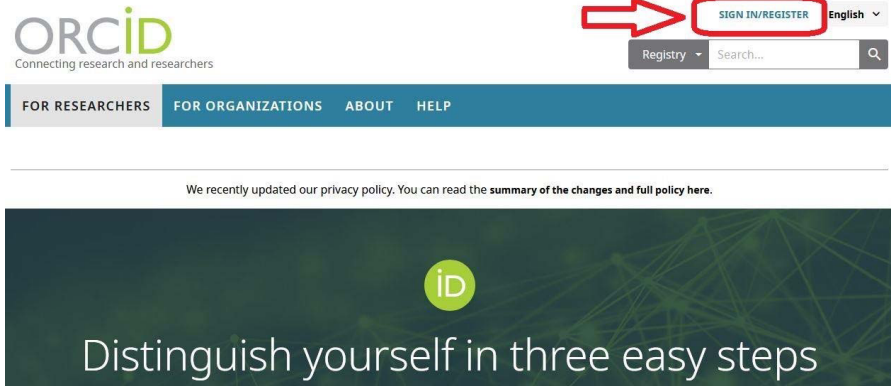 SIGN IN/REGISTER English
ORCID
Connecting research and researchers
Registry Search...
FOR RESEARCHERS FOR ORGANIZATIONS ABOUT HELP
We recently updated our privacy policy. You can read the summary of the changes and full policy here.
iD
Distinguish yourself in three easy steps